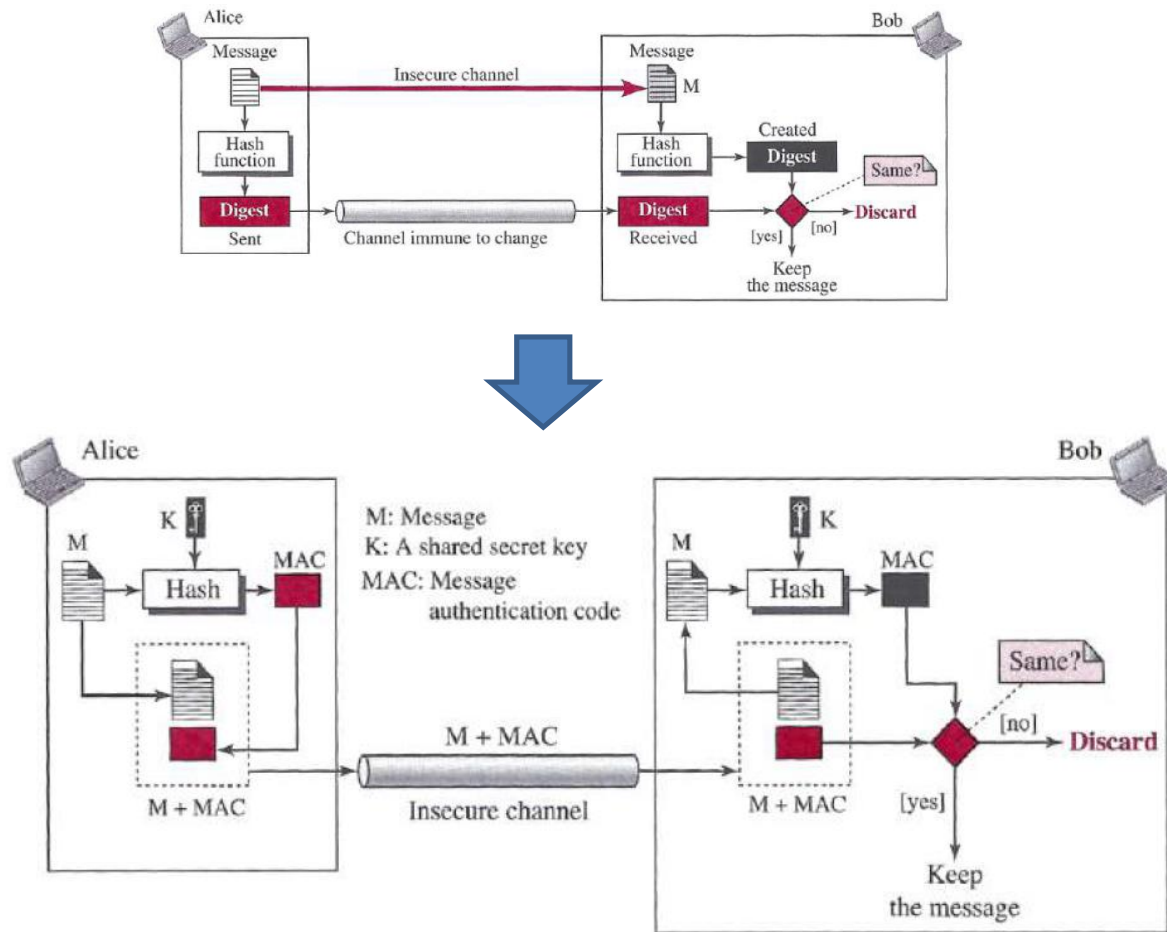 Alice
Bob
Message
Message
Insecure channel
M
Hash
function
Hash
function
Created
Digest
Same?
Digest
Sent
Channel immune to change
Digest
Received
[yes]
[no]
Discard
Keep
the message
Alice
Bob
K
M
Hash
MAC
M: Message
K: A shared secret key
MAC: Message
authentication code
K
M
Hash
MAC
Same?
M + MAC
M + MAC
Insecure channel
M + MAC
[no]
Discard
[yes]
Keep
the message